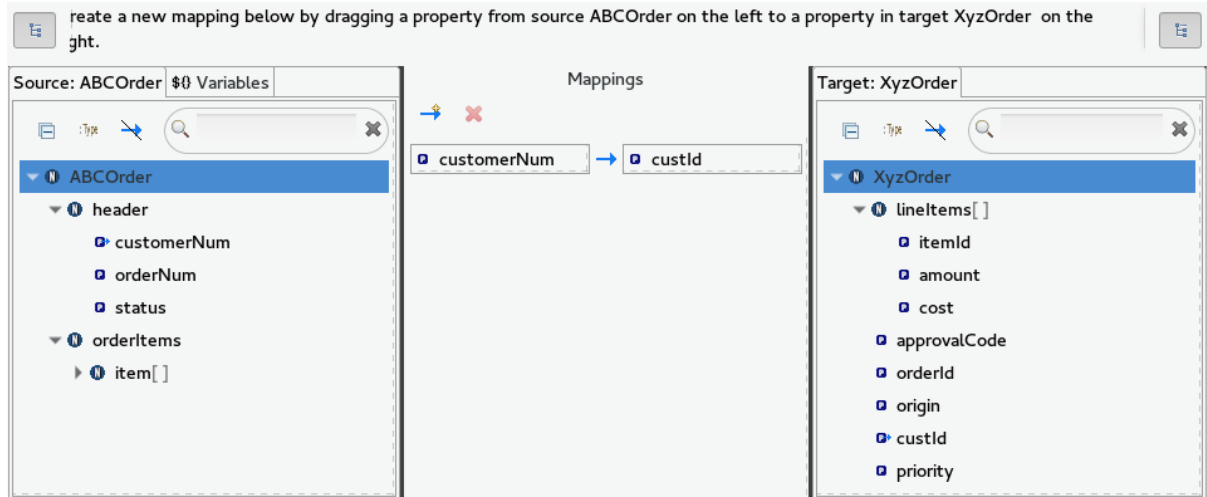 reate a new mapping below by dragging a property from source ABCOrder on the left to a property in target XyzOrder on the
ght.
Source: ABCOrder
${} Variables
Mappings
Target: XyzOrder
:Type
:Type
customerNum
custId
ABCOrder
header
customerNum
orderNum
status
orderItems
item[ ]
XyzOrder
lineItems[ ]
itemId
amount
cost
approvalCode
orderId
origin
custId
priority